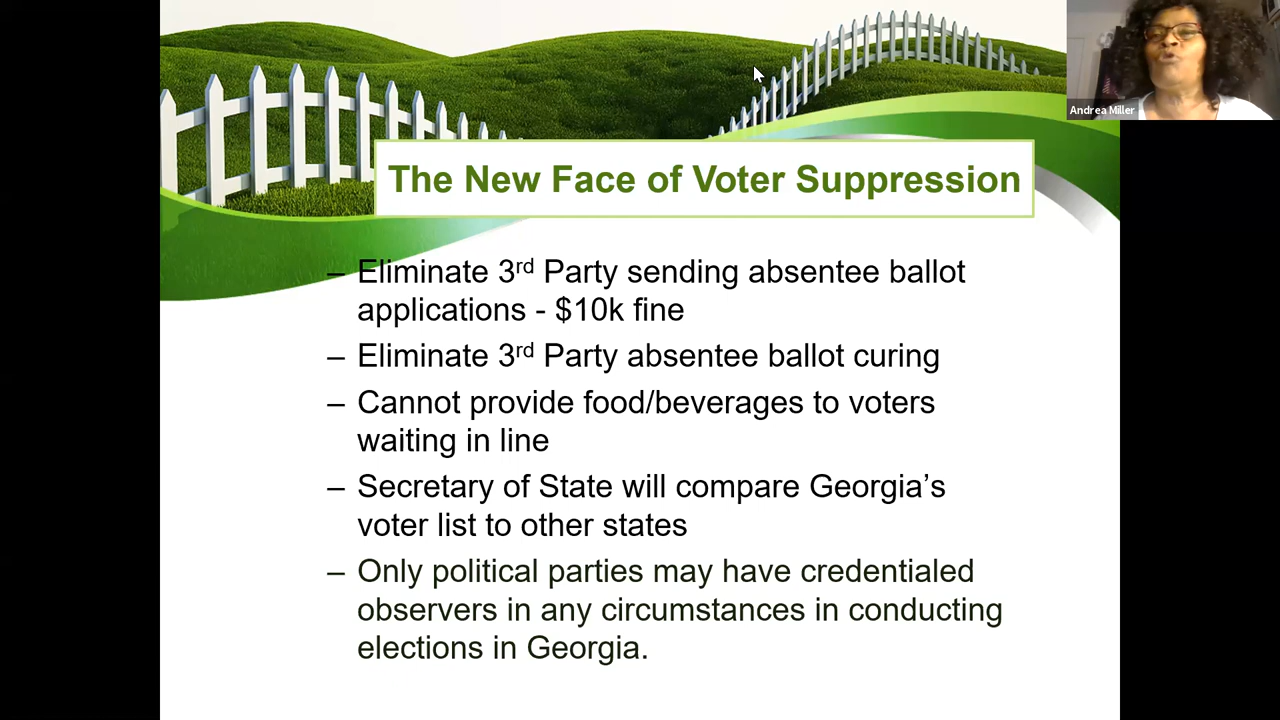 Andrea Miller
The New Face of Voter Suppression
– Eliminate 3rd Party sending absentee ballot
applications - $10k fine
– Eliminate 3rd Party absentee ballot curing
– Cannot provide food/beverages to voters
waiting in line
– Secretary of State will compare Georgia’s
voter list to other states
– Only political parties may have credentialed
observers in any circumstances in conducting
elections in Georgia.